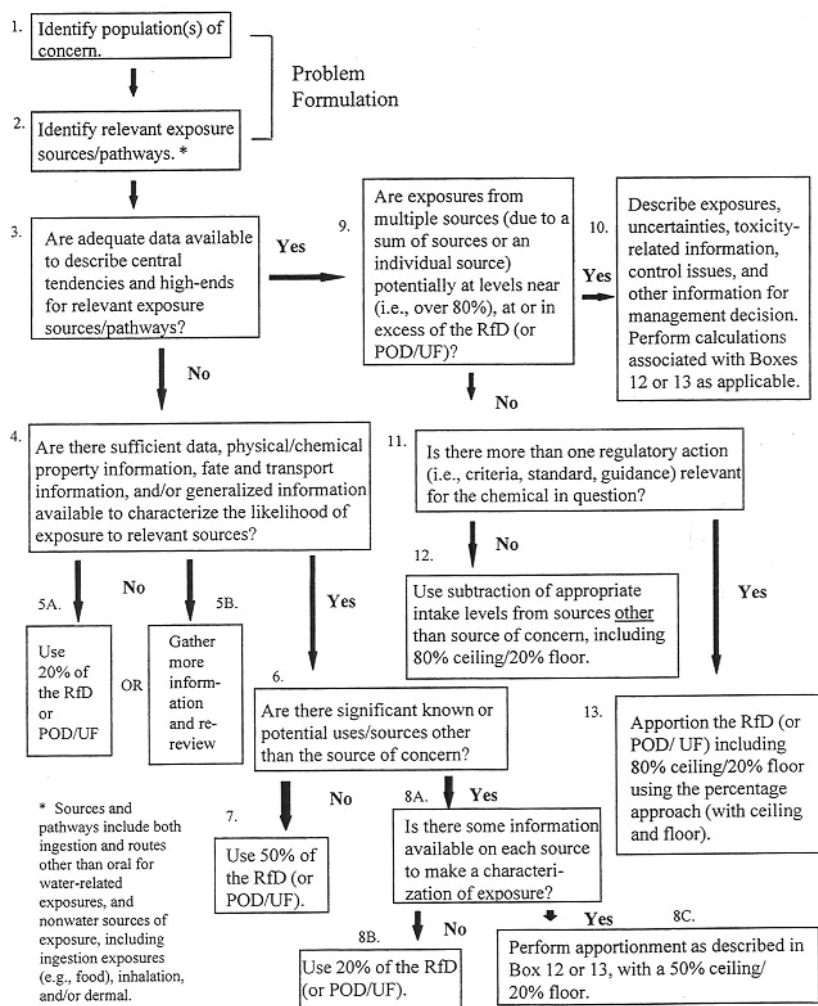 1.
Identify population(s) of
concern.
Problem
Formulation
2.
Identify relevant exposure
sources/pathways. *
3.
Are adequate data available
to describe central
tendencies and high-ends
for relevant exposure
sources/pathways?
Yes
9.
Are exposures from
multiple sources (due to a
sum of sources or an
individual source)
potentially at levels near
(i.e., over 80%), at or in
excess of the RfD (or
POD/UF)?
Yes
10.
Describe exposures,
uncertainties, toxicity-
related information,
control issues, and
other information for
management decision.
Perform calculations
associated with Boxes
12 or 13 as applicable.
No
No
4.
Are there sufficient data, physical/chemical
property information, fate and transport
information, and/or generalized information
available to characterize the likelihood of
exposure to relevant sources?
11.
Is there more than one regulatory action
(i.e., criteria, standard, guidance) relevant
for the chemical in question?
No
5A.
Use
20% of
the RfD
or
POD/UF
OR
5B.
Gather
more
inform-
ation
and re-
review
Yes
No
12.
Use subtraction of appropriate
intake levels from sources other
than source of concern, including
80% ceiling/20% floor.
Yes
6.
Are there significant known or
potential uses/sources other
than the source of concern?
13.
Apportion the RfD (or
POD/ UF) including
80% ceiling/20% floor
using the percentage
approach (with ceiling
and floor).
No
7.
Use 50% of
the RfD (or
POD/UF).
Yes
8A.
Is there some information
available on each source
to make a characteri-
zation of exposure?
No
8B.
Use 20% of the RfD
(or POD/UF).
Yes
8C.
Perform apportionment as described in
Box 12 or 13, with a 50% ceiling/
20% floor.
* Sources and
pathways include both
ingestion and routes
other than oral for
water-related
exposures, and
nonwater sources of
exposure, including
ingestion exposures
(e.g., food), inhalation,
and/or dermal.